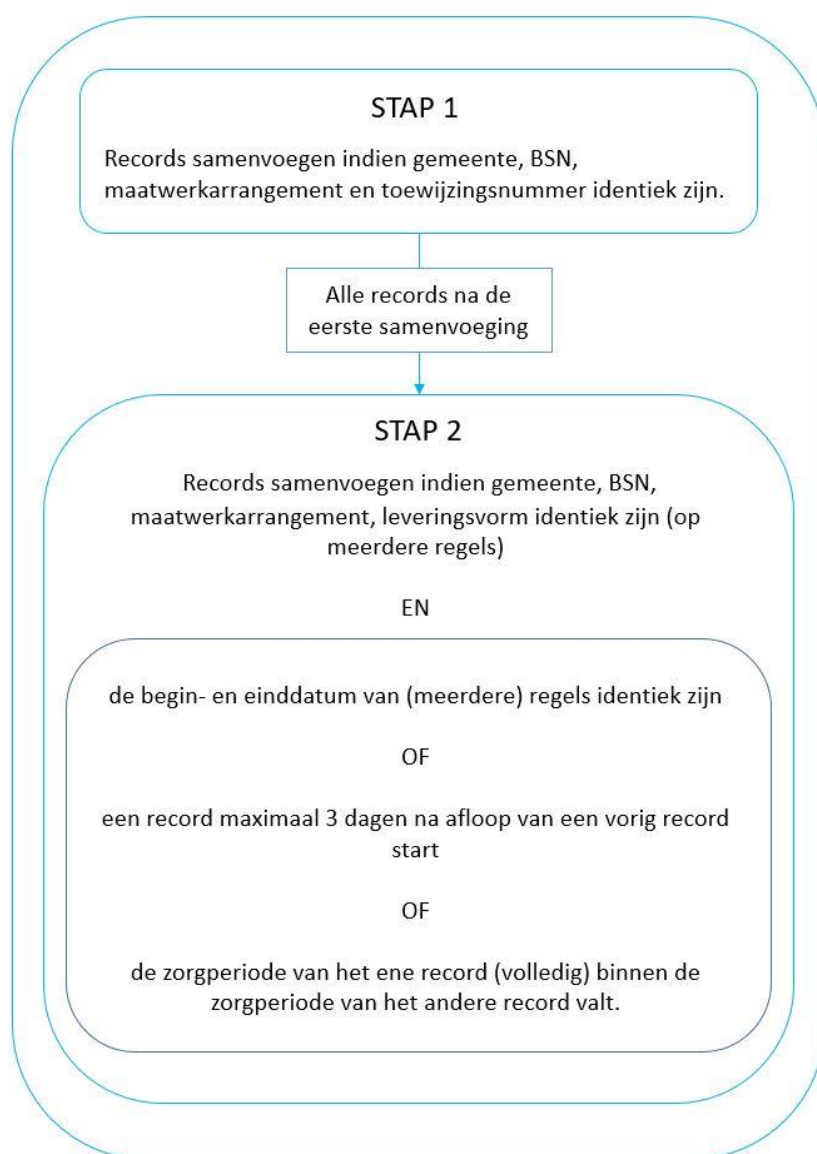 STAP 1
Records samenvoegen indien gemeente, BSN,
maatwerkarrangement en toewijzingsnummer identiek zijn.
Alle records na de
eerste samenvoeging
STAP 2
Records samenvoegen indien gemeente, BSN,
maatwerkarrangement, leveringsvorm identiek zijn (op
meerdere regels)
EN
de begin- en einddatum van (meerdere) regels identiek zijn
OF
een record maximaal 3 dagen na afloop van een vorig record
start
OF
de zorgperiode van het ene record (volledig) binnen de
zorgperiode van het andere record valt.